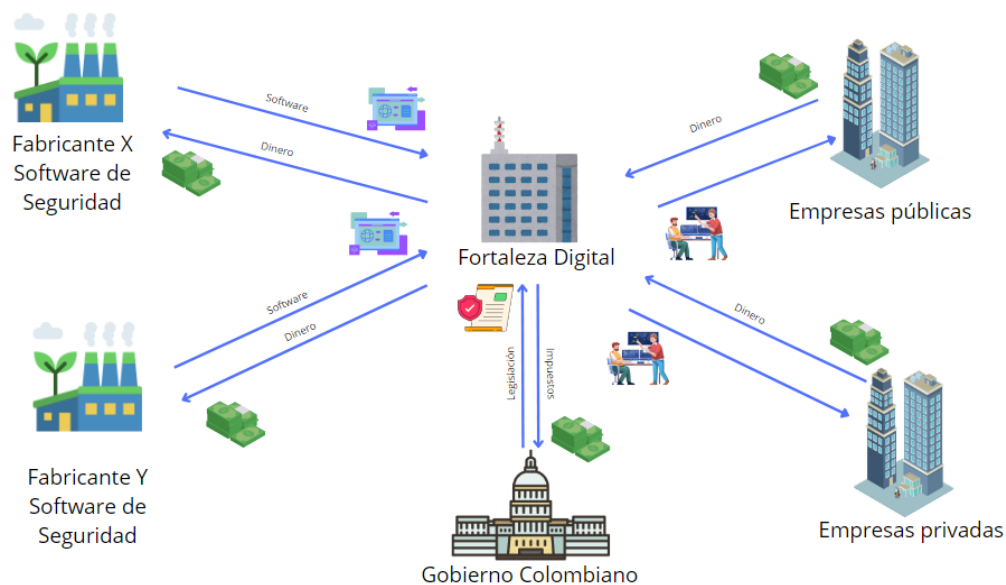 Fabricante X
Software de
Seguridad
Software
Dinero
Fortaleza Digital
Dinero
Empresas públicas
Software
Dinero
Fabricante Y
Software de
Seguridad
Legislación
Impuestos
Gobierno Colombiano
Dinero
Empresas privadas